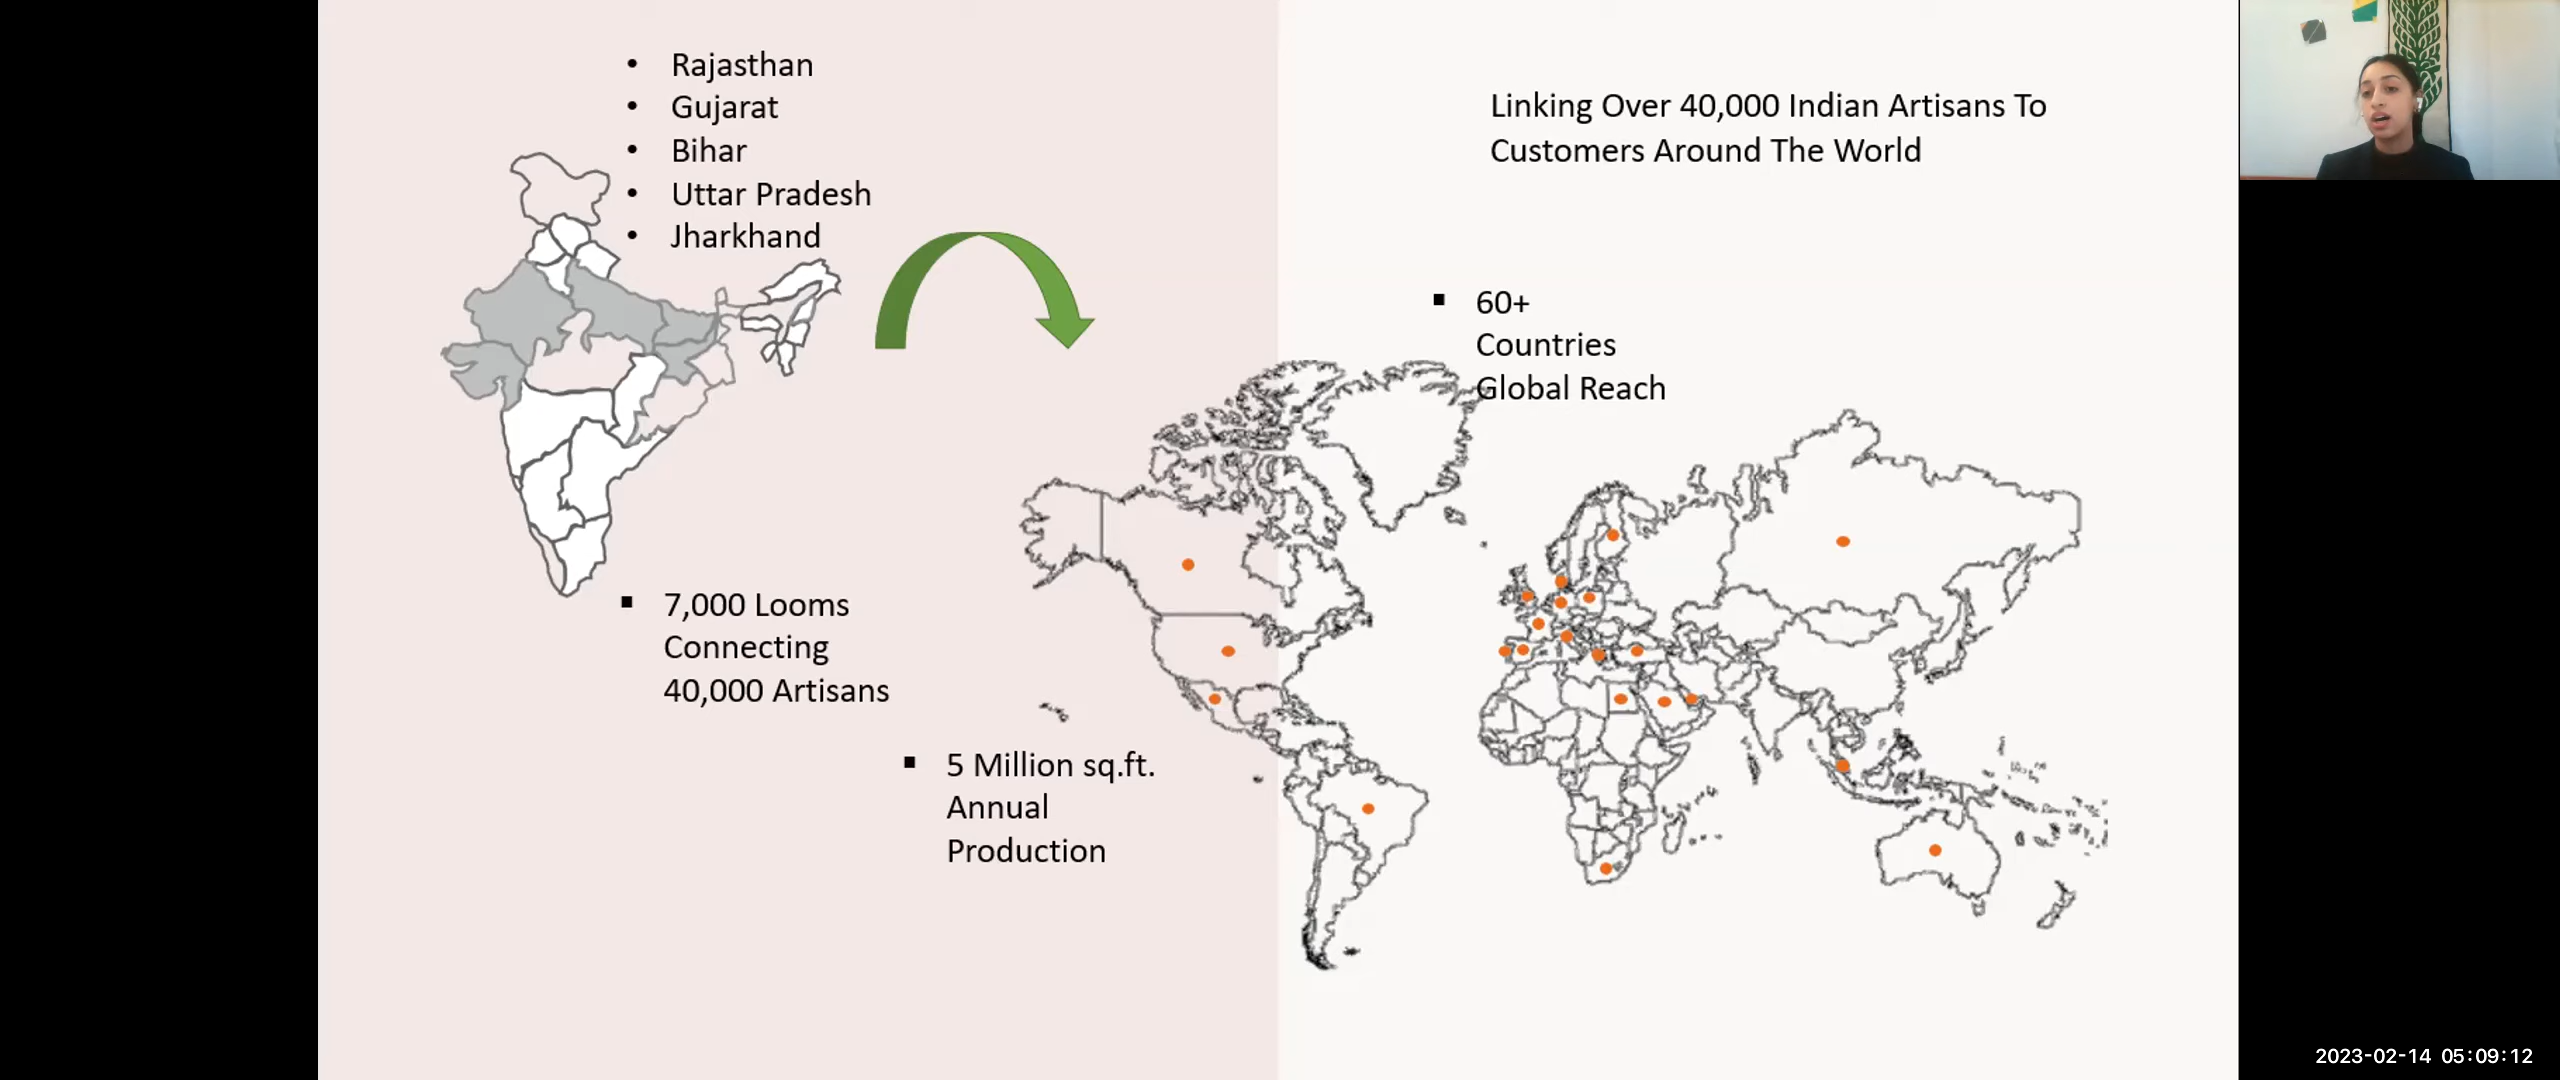 • Rajasthan
• Gujarat
• Bihar
• Uttar Pradesh
• Jharkhand
Linking Over 40,000 Indian Artisans To
Customers Around The World
▪ 60+
Countries
Global Reach
▪ 7,000 Looms
Connecting
40,000 Artisans
▪ 5 Million sq.ft.
Annual
Production
2023-02-14 05:09:12